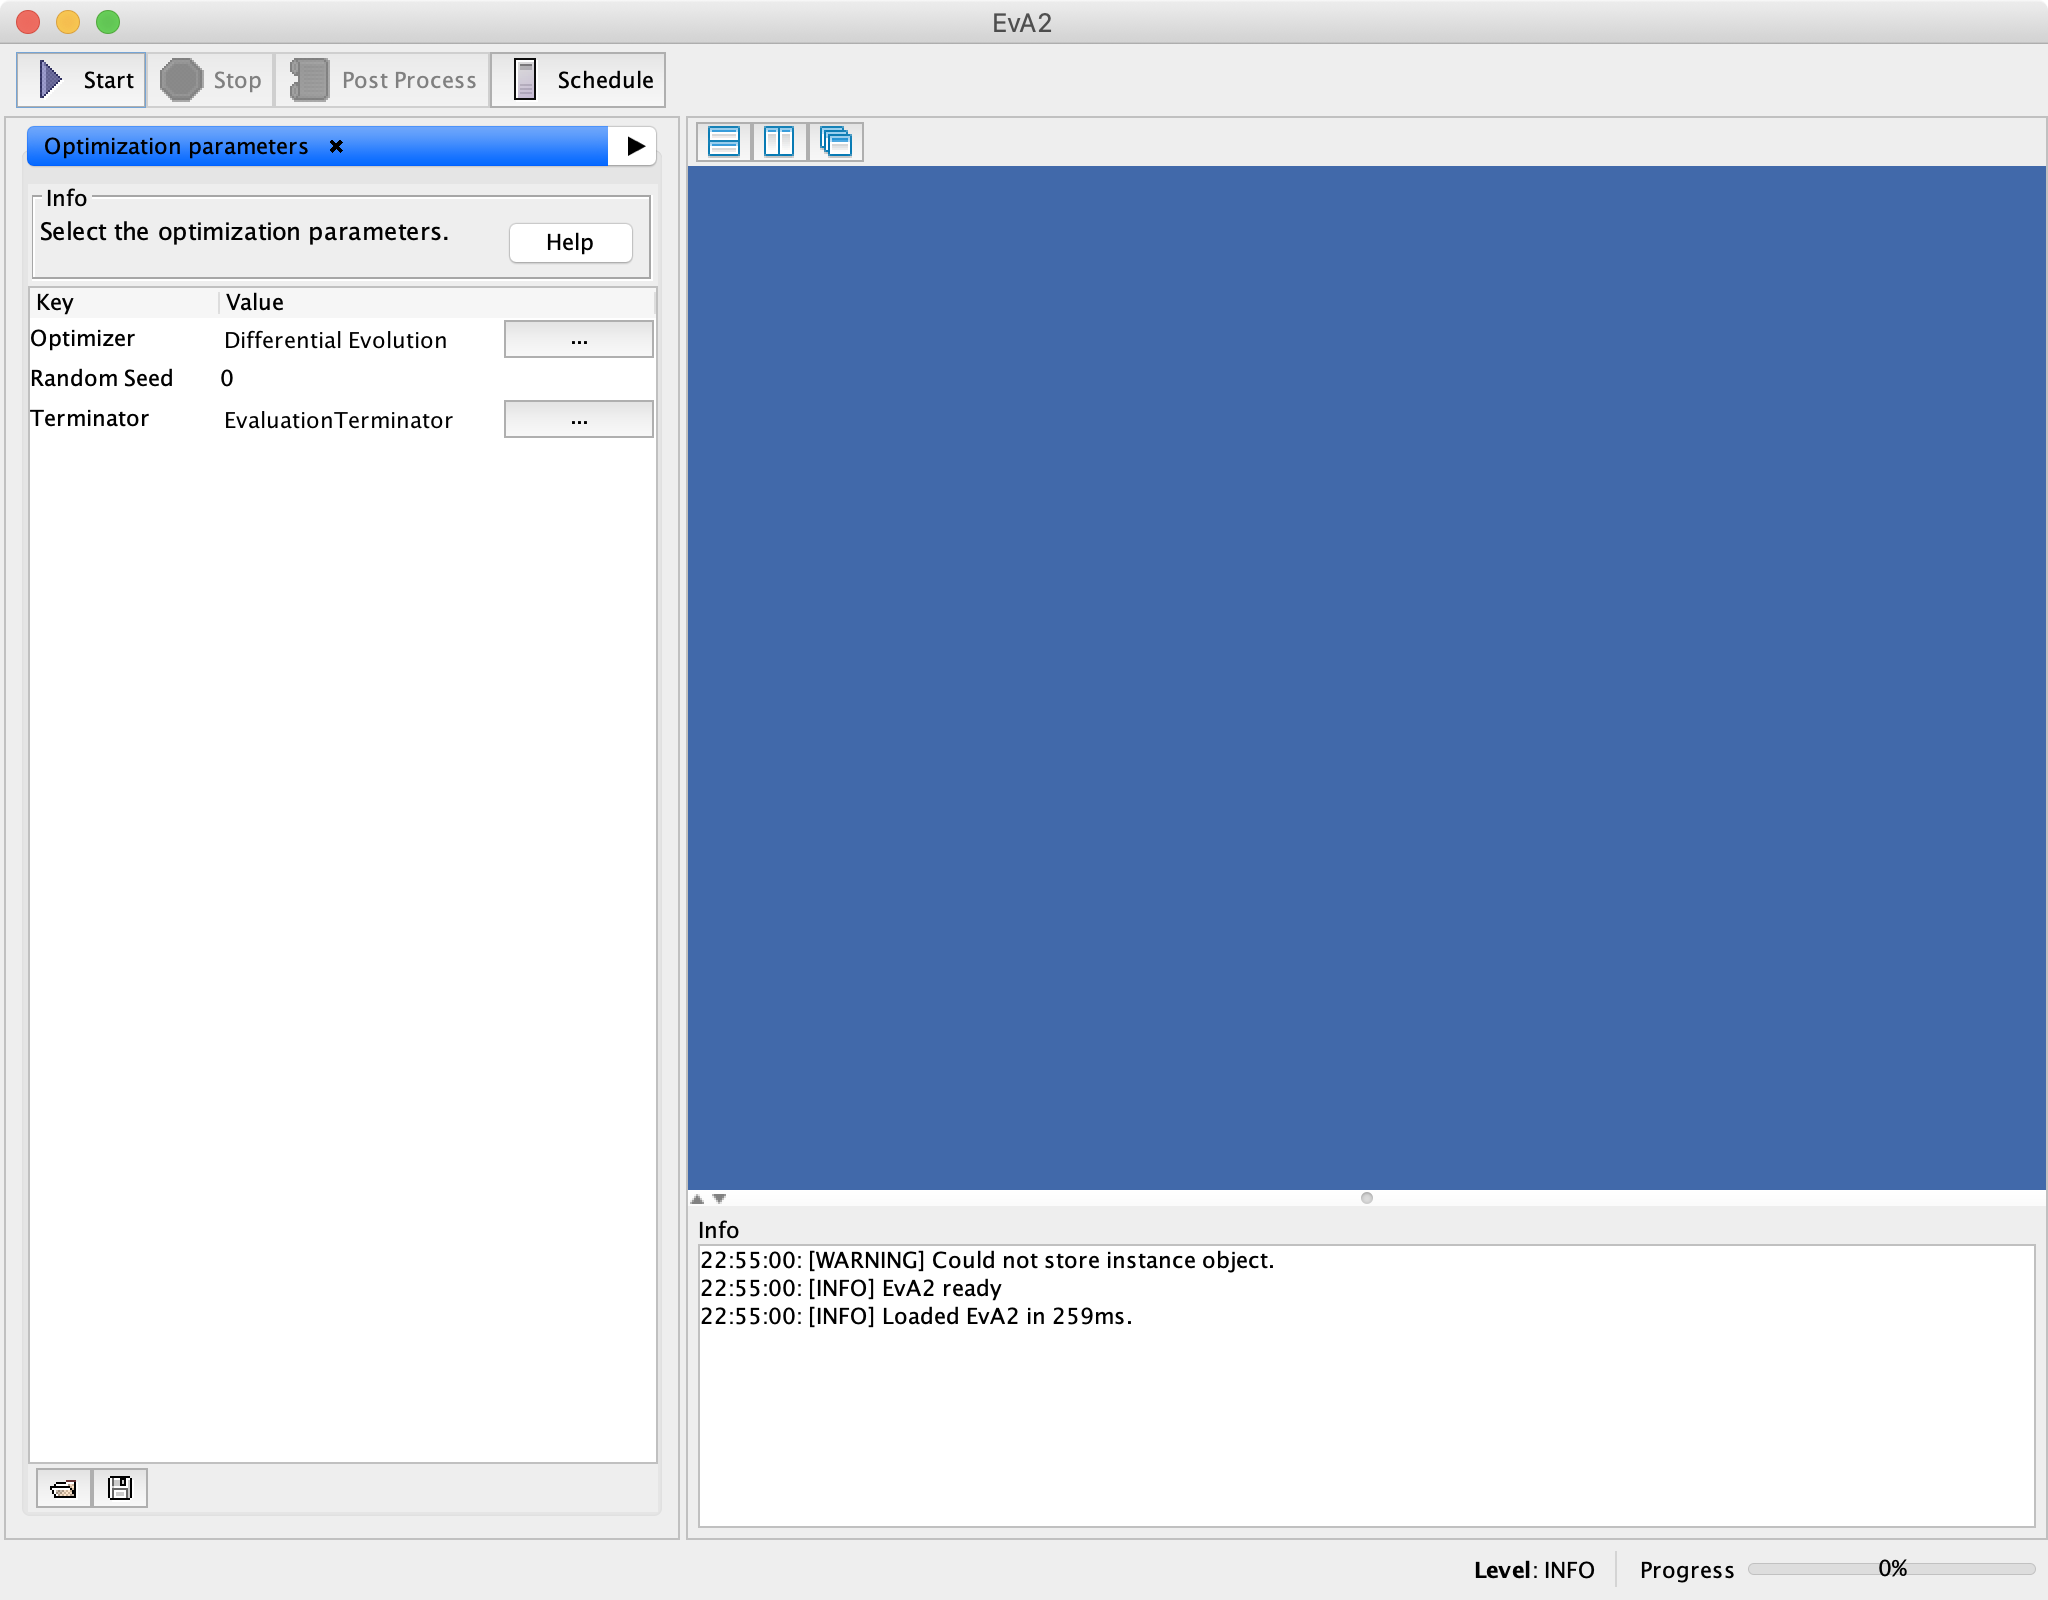 EvA2
Start Stop Post Process Schedule
Optimization parameters
Info
Select the optimization parameters.
Help
Key Value
Optimizer Differential Evolution ...
Random Seed 0
Terminator EvaluationTerminator ...
Info
22:55:00: [WARNING] Could not store instance object.
22:55:00: [INFO] EvA2 ready
22:55:00: [INFO] Loaded EvA2 in 259ms.
Level: INFO Progress 0%